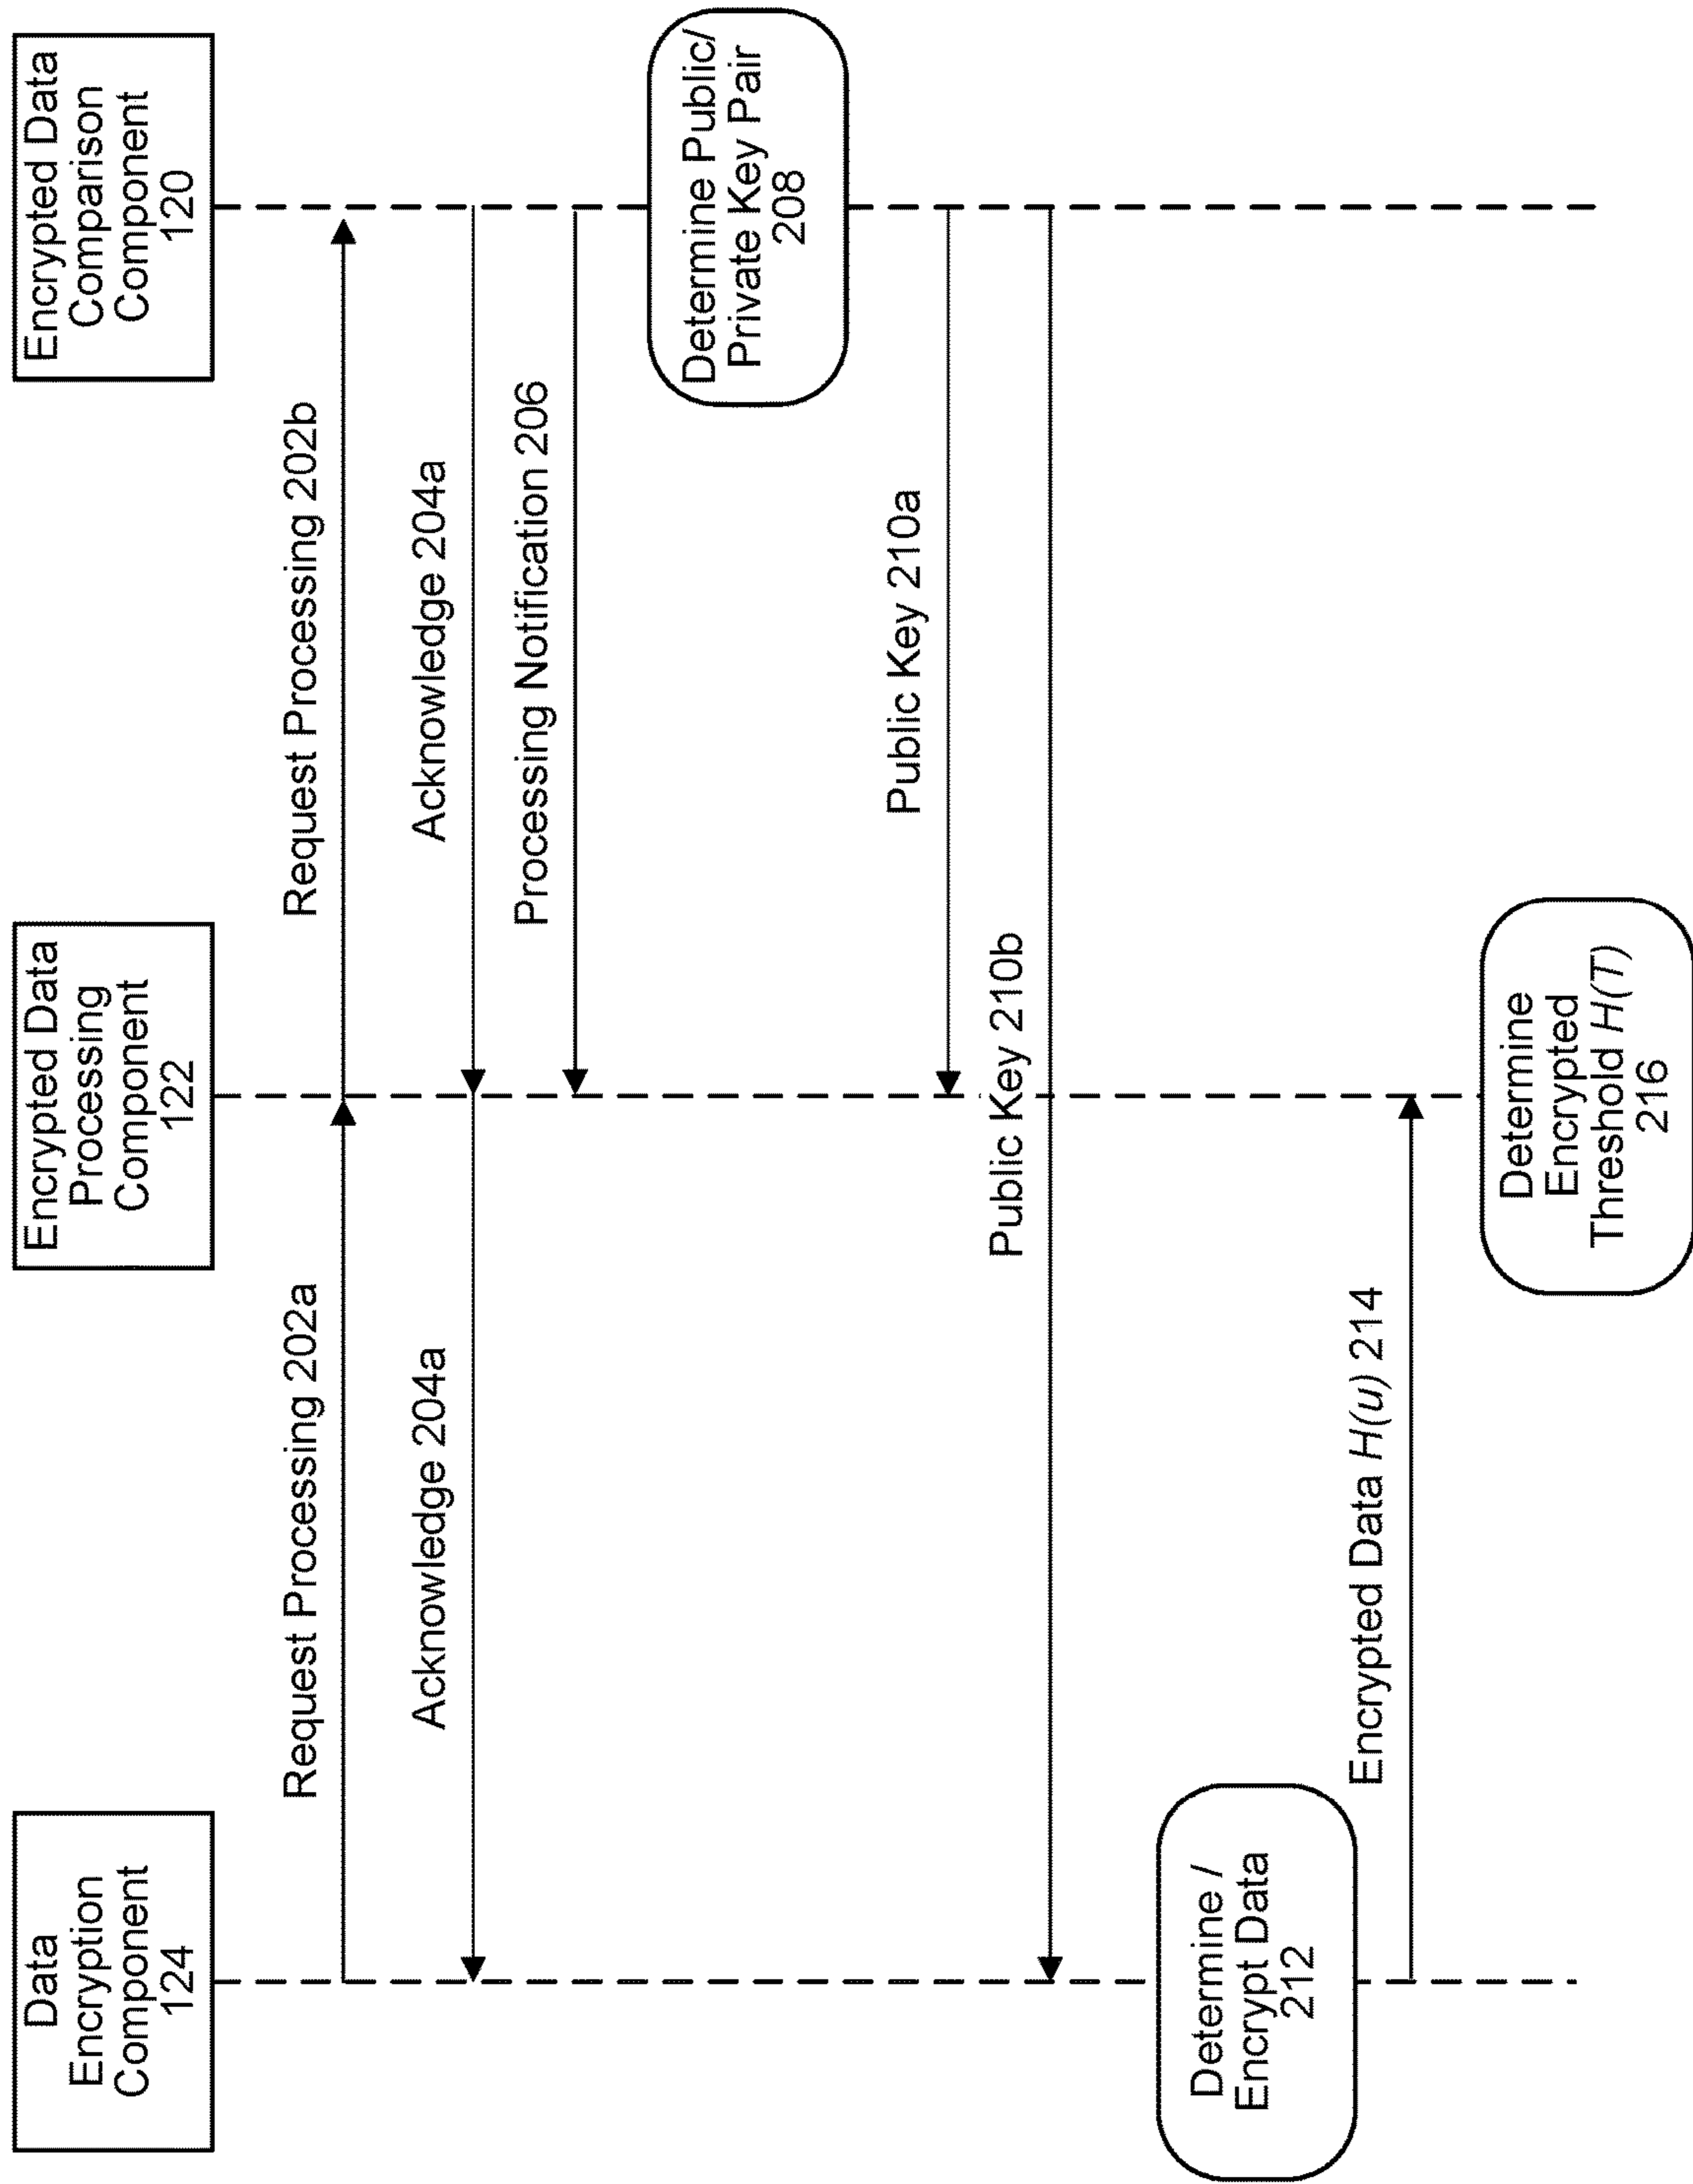 Data
Encryption
Component
124
Encrypted Data
Processing
Component
122
Encrypted Data
Comparison
Component
120
Request Processing 202a
Request Processing 202b
Acknowledge 204a
Acknowledge 204a
Processing Notification 206
Determine Public/
Private Key Pair
208
Public Key 210a
Public Key 210b
Determine /
Encrypt Data
212
Encrypted Data H(u) 214
Determine
Encrypted
Threshold H(T)
216